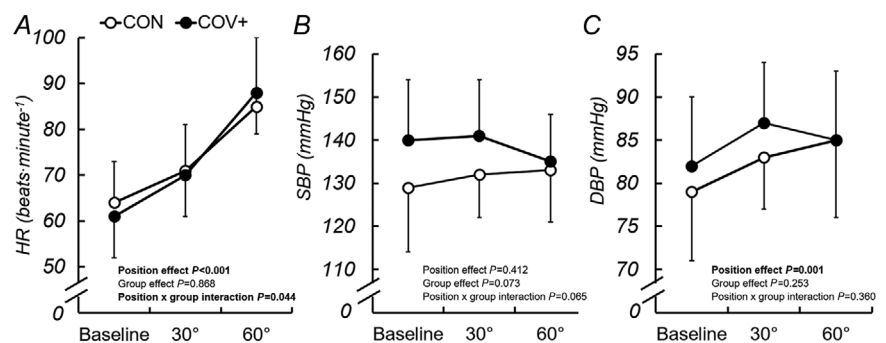 A
CON
COV+
100
90
80
70
60
50
0
HR (beats·minute⁻¹)
Position effect P<0.001
Group effect P=0.868
Position x group interaction P=0.044
Baseline 30° 60°
B
160
150
140
130
120
110
0
SBP (mmHg)
Position effect P=0.412
Group effect P=0.073
Position x group interaction P=0.065
Baseline 30° 60°
C
95
90
85
80
75
70
0
DBP (mmHg)
Position effect P=0.001
Group effect P=0.253
Position x group interaction P=0.360
Baseline 30° 60°